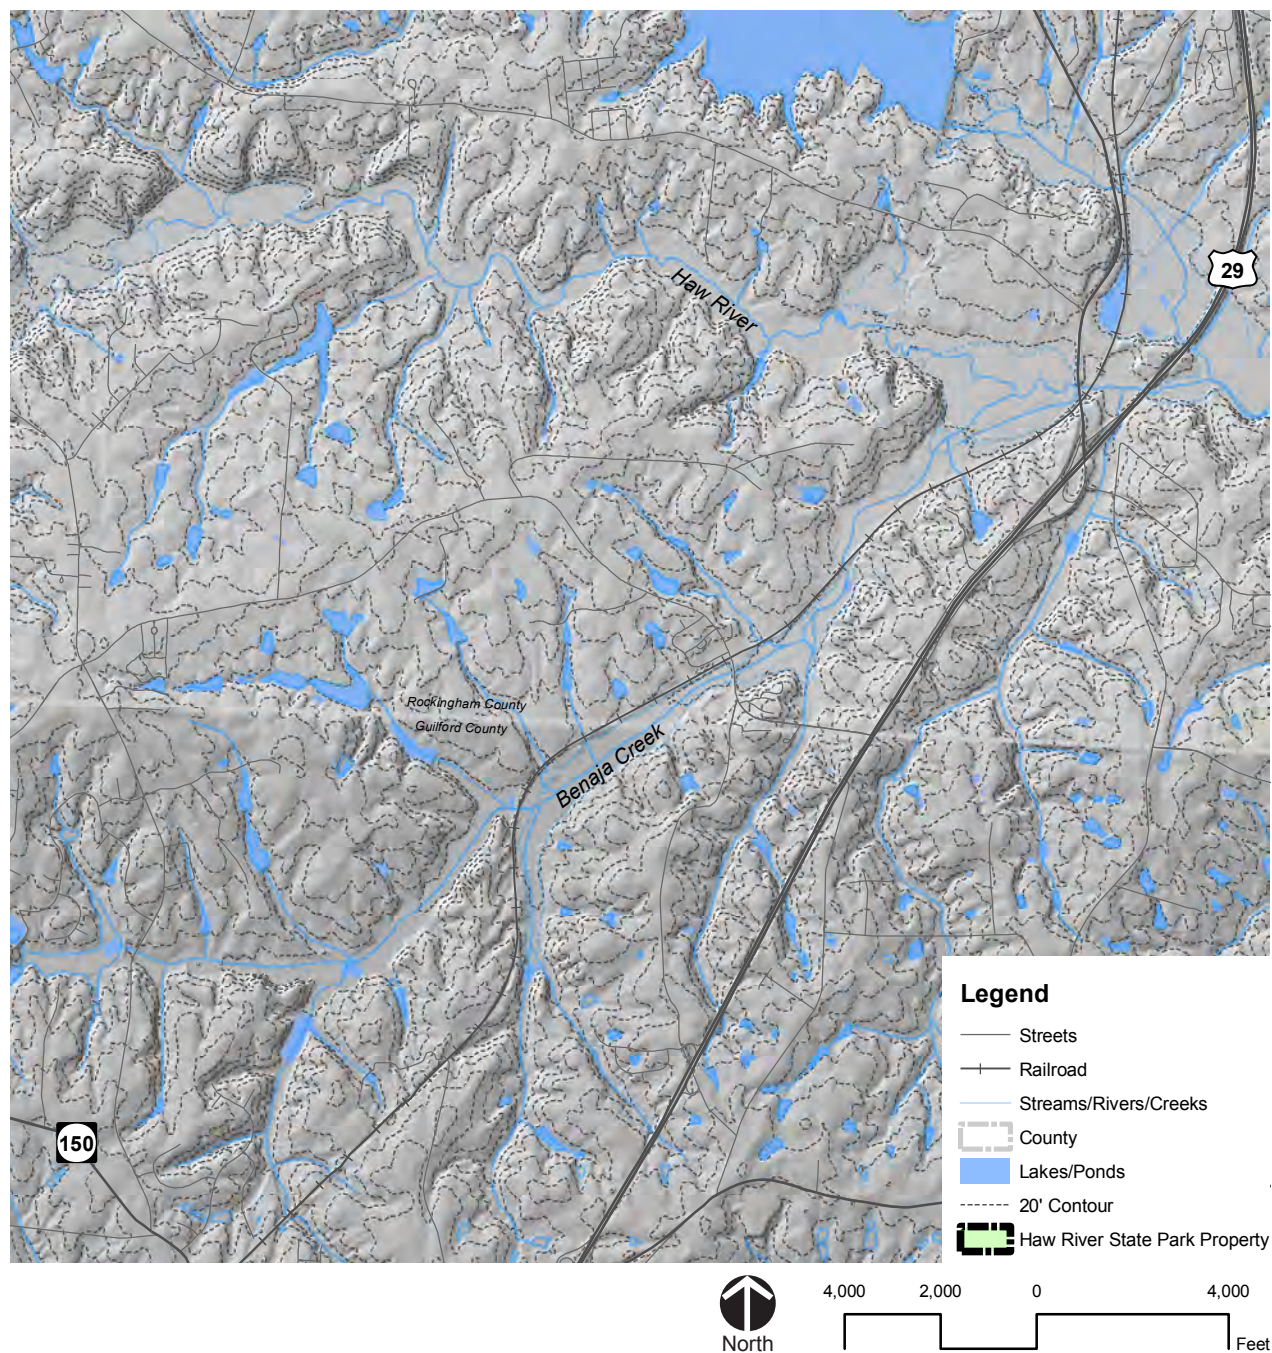 29
Haw River
Rockingham County
Guilford County
Benaja Creek
150
Legend
Streets
Railroad
Streams/Rivers/Creeks
County
Lakes/Ponds
20' Contour
Haw River State Park Property
North
4,000 2,000 0 4,000
Feet